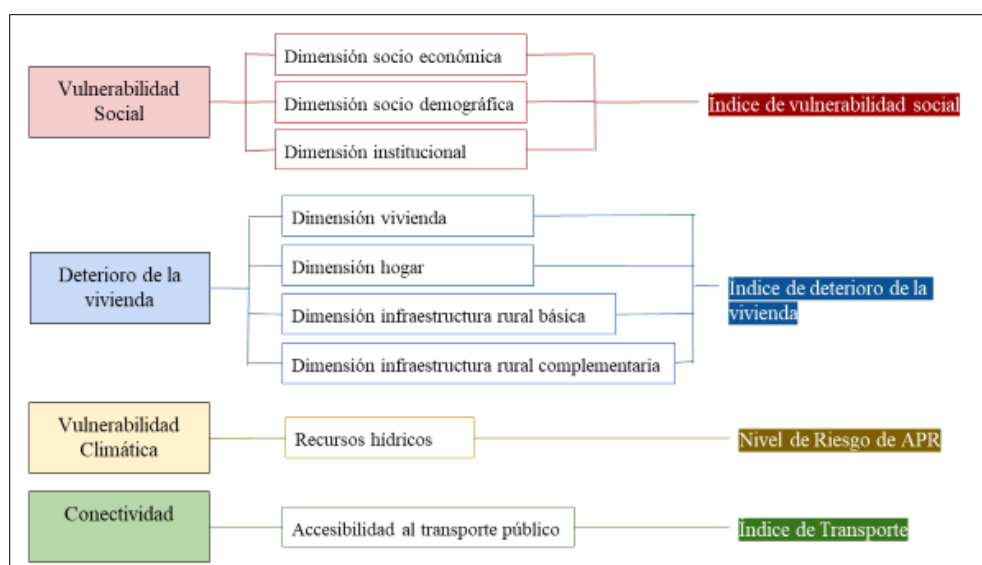 Vulnerabilidad
Social
Dimensión socio económica
Dimensión socio demográfica
Dimensión institucional
Índice de vulnerabilidad social
Deterioro de la
vivienda
Dimensión vivienda
Dimensión hogar
Dimensión infraestructura rural básica
Dimensión infraestructura rural complementaria
Índice de deterioro de la
vivienda
Vulnerabilidad
Climática
Recursos hídricos
Nivel de Riesgo de APR
Conectividad
Accesibilidad al transporte público
Índice de Transporte